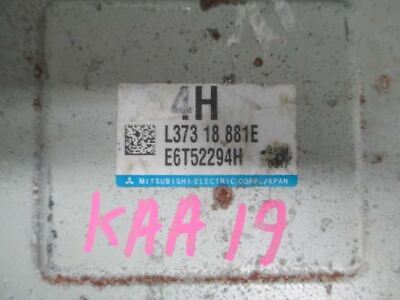 4H
L373 18 881E
E6T52294H
MITSUBISHI ELECTRIC CORP. JAPAN
KAA 19